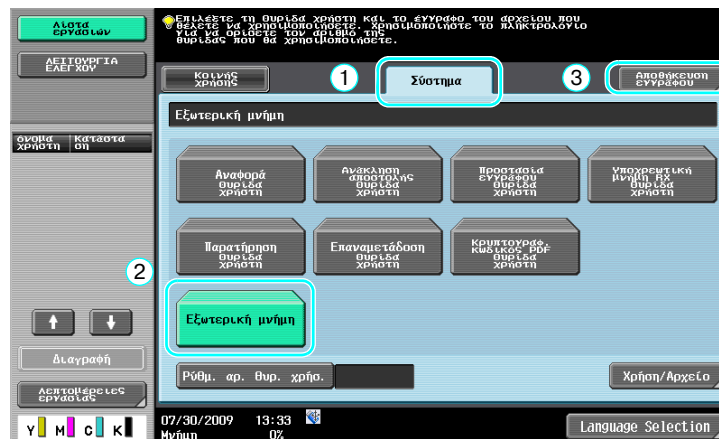 Λίστα
εργασιών
ΛΕΙΤΟΥΡΓΙΑ
ΕΛΕΓΧΟΥ
Επιλέξτε τη θυρίδα χρήστη και το έγγραφο του αρχείου που
θέλετε να χρησιμοποιήσετε. Χρησιμοποιήστε το πληκτρολόγιο
για να ορίσετε τον αριθμό της
θυρίδας που θα χρησιμοποιήσετε.
Κοινής
χρήσης
1
Σύστημα
3
Αποθήκευση
εγγράφου
Εξωτερική μνήμη
όνομα
χρήστη
Κατάστα
ση
Αναφορά
θυρίδα
χρήστη
Ανάκληση
αποστολής
θυρίδα
χρήστη
Προστασία
εγγράφου
θυρίδα
χρήστη
Υποχρεωτική
μνήμη RX
θυρίδα
χρήστη
Παρατήρηση
θυρίδα
χρήστη
Επαναμετάδοση
θυρίδα
χρήστη
Κρυπτογράφ.
κωδικός PDF
θυρίδα
χρήστη
2
Εξωτερική μνήμη
Διαγραφή
Λεπτομέρειες
εργασίας
Ρύθμ. αρ. θυρ. χρήσ.
Χρήση/Αρχείο
Y M C K
07/30/2009 13:33
Μνήμη 0%
Language Selection